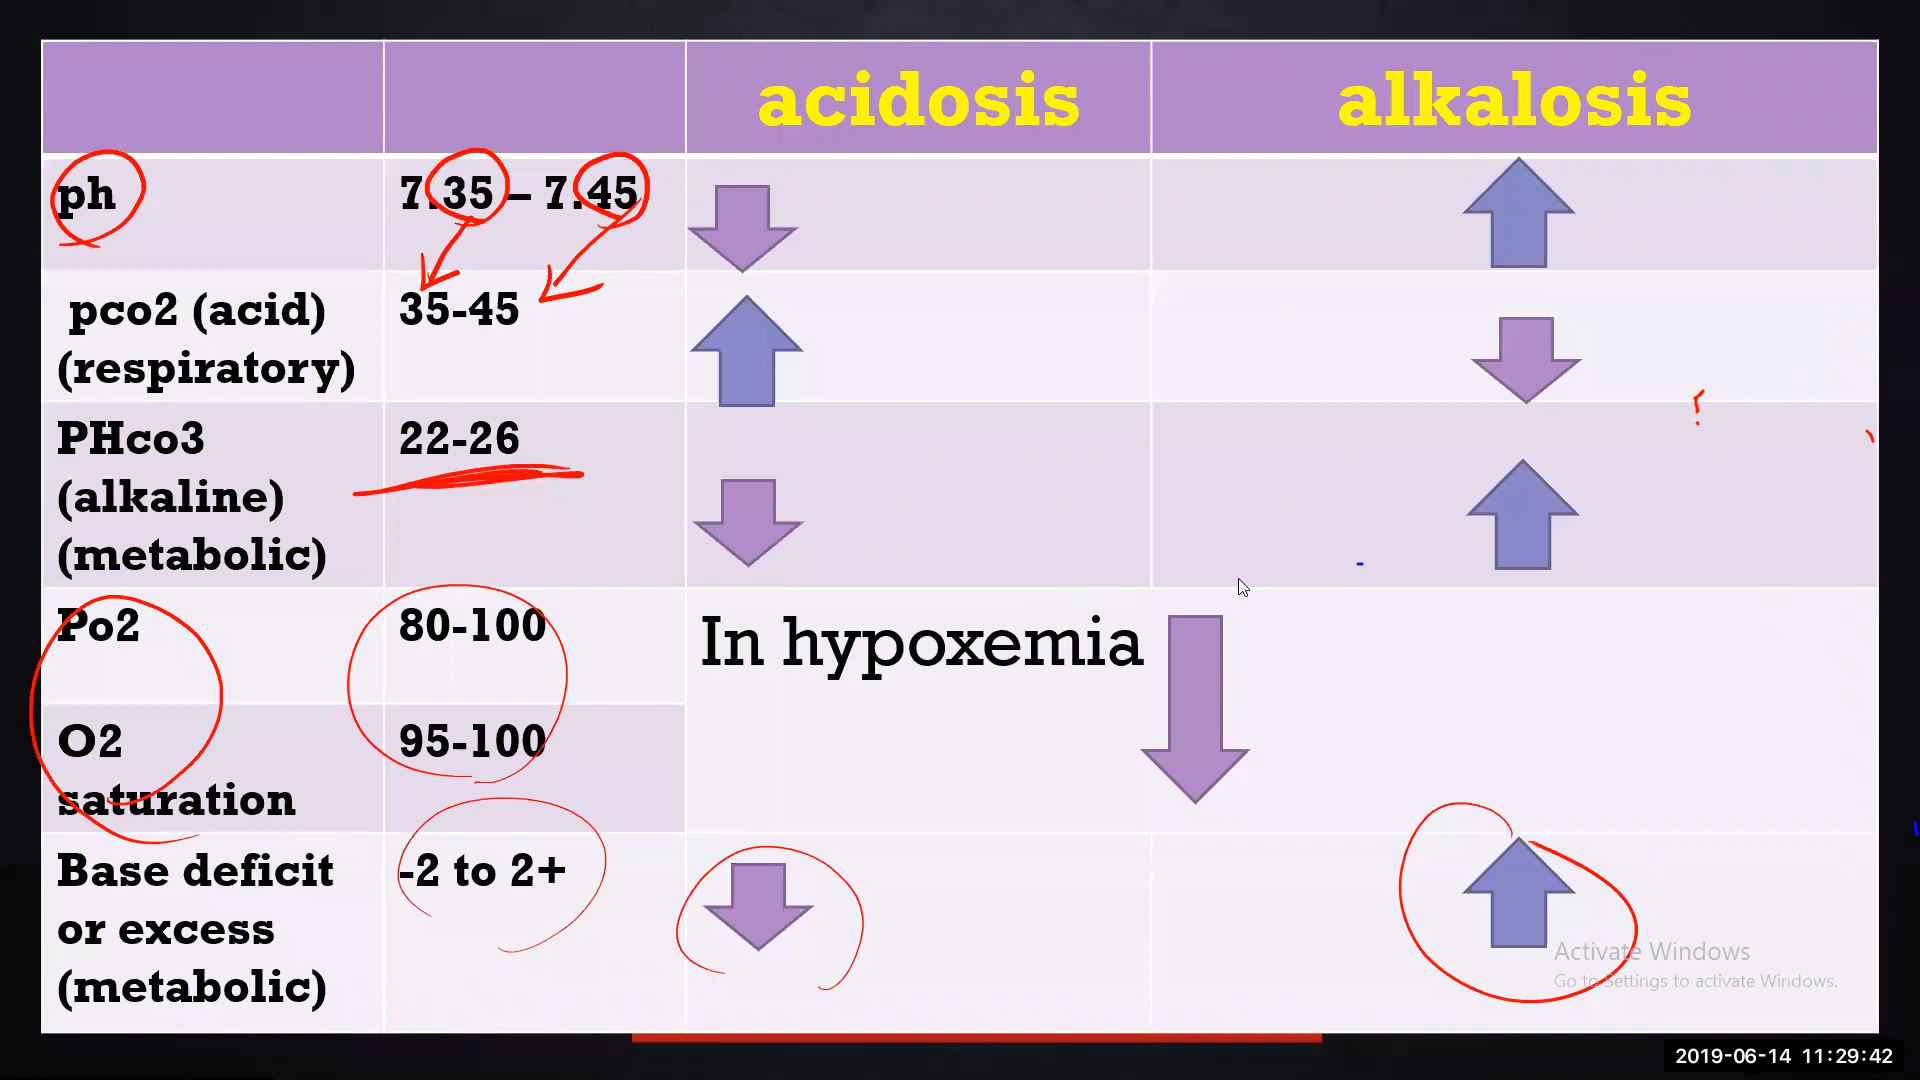 acidosis alkalosis
ph 7.35 – 7.45
pco2 (acid) 35-45
(respiratory)
PHco3 22-26
(alkaline)
(metabolic)
Po2 80-100 In hypoxemia
O2 95-100
saturation
Base deficit -2 to 2+
or excess
(metabolic)
Activate Windows
Go to Settings to activate Windows.
2019-06-14 11:29:42